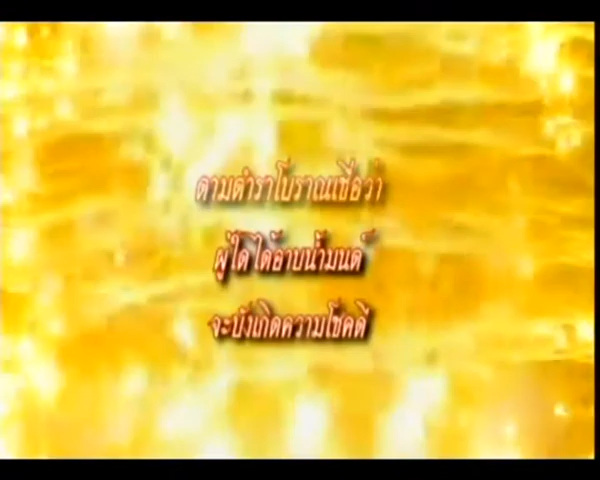 ตามตำราโบราณเชื่อว่า
ผู้ใดได้อาบน้ำมนต์
จะบังเกิดความโชคดี